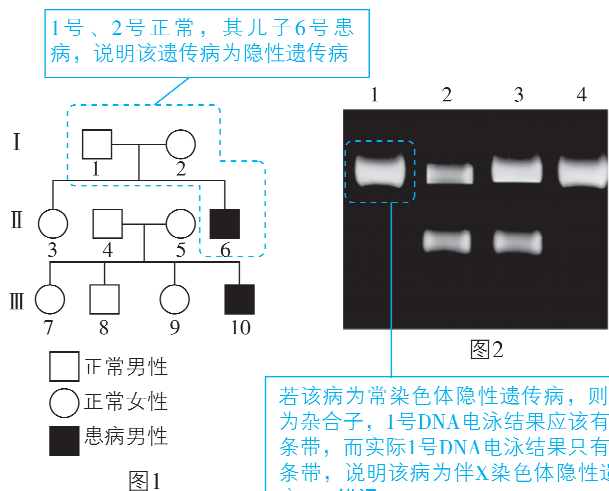 1号、2号正常，其儿子6号患
病，说明该遗传病为隐性遗传病
1 2 3 4
Ⅰ
1 2
Ⅱ
3 4 5 6
Ⅲ
7 8 9 10
图2
正常男性
正常女性
患病男性
图1
若该病为常染色体隐性遗传病，则
为杂合子，1号DNA电泳结果应该有
条带，而实际1号DNA电泳结果只有
条带，说明该病为伴X染色体隐性遗